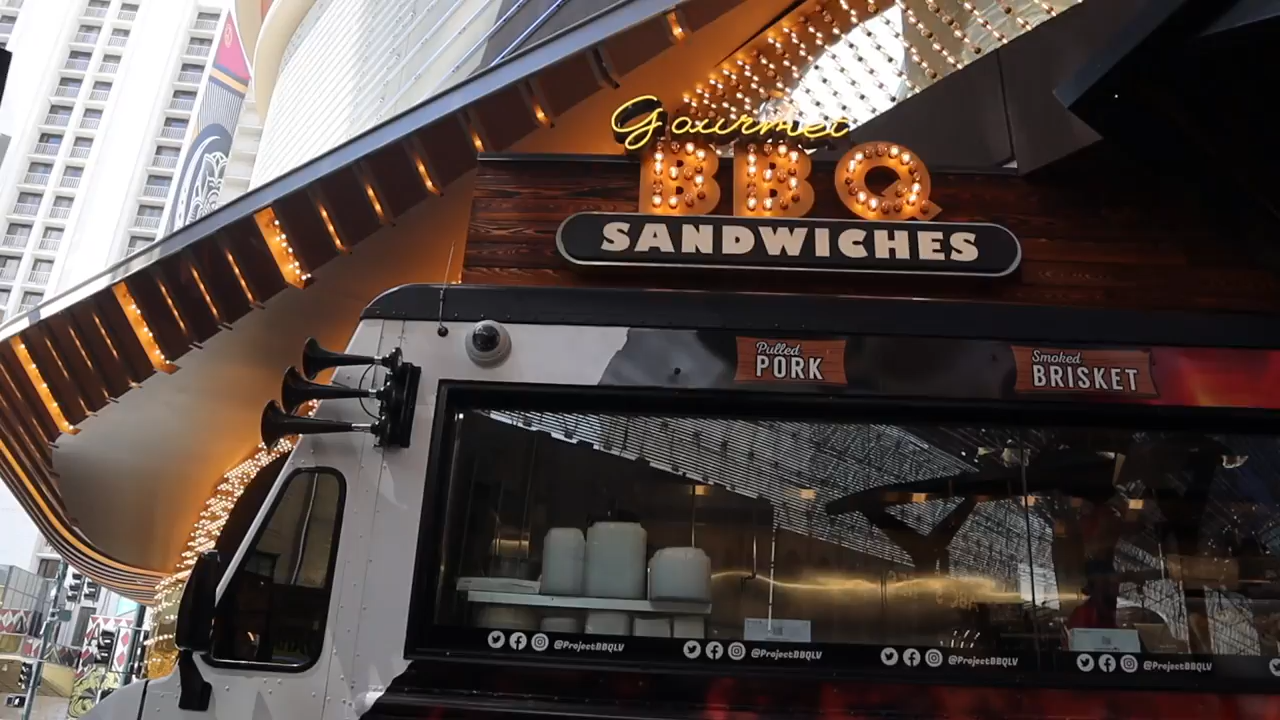 Gourmet
BBQ
SANDWICHES
Pulled
PORK
Smoked
BRISKET
@ProjectBBQLV
@ProjectBBQLV
@ProjectBBQLV
@ProjectBBQLV